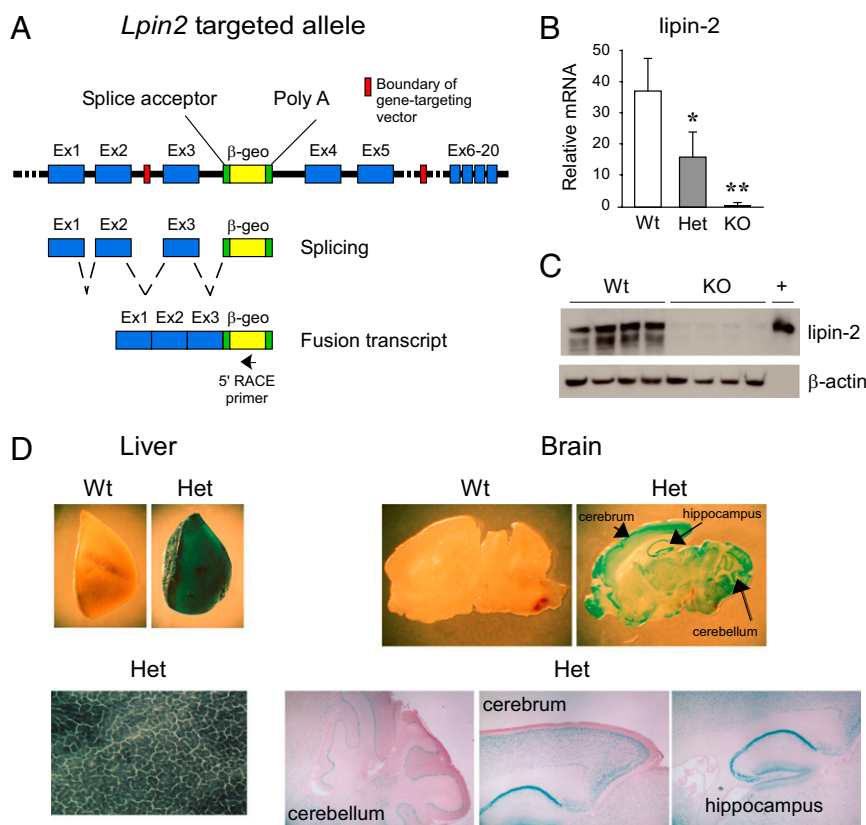 A
Lpin2 targeted allele
Splice acceptor
Poly A
Boundary of
gene-targeting
vector
Ex1 Ex2 Ex3 β-geo Ex4 Ex5 Ex6-20
Ex1 Ex2 Ex3 β-geo
Splicing
Ex1 Ex2 Ex3 β-geo
Fusion transcript
5' RACE
primer
B
lipin-2
Relative mRNA
50
40
30
20
10
0
*
**
Wt Het KO
C
Wt KO +
lipin-2
β-actin
D
Liver
Wt Het
Het
Brain
Wt Het
cerebrum
hippocampus
cerebellum
Het
cerebellum
cerebrum
hippocampus